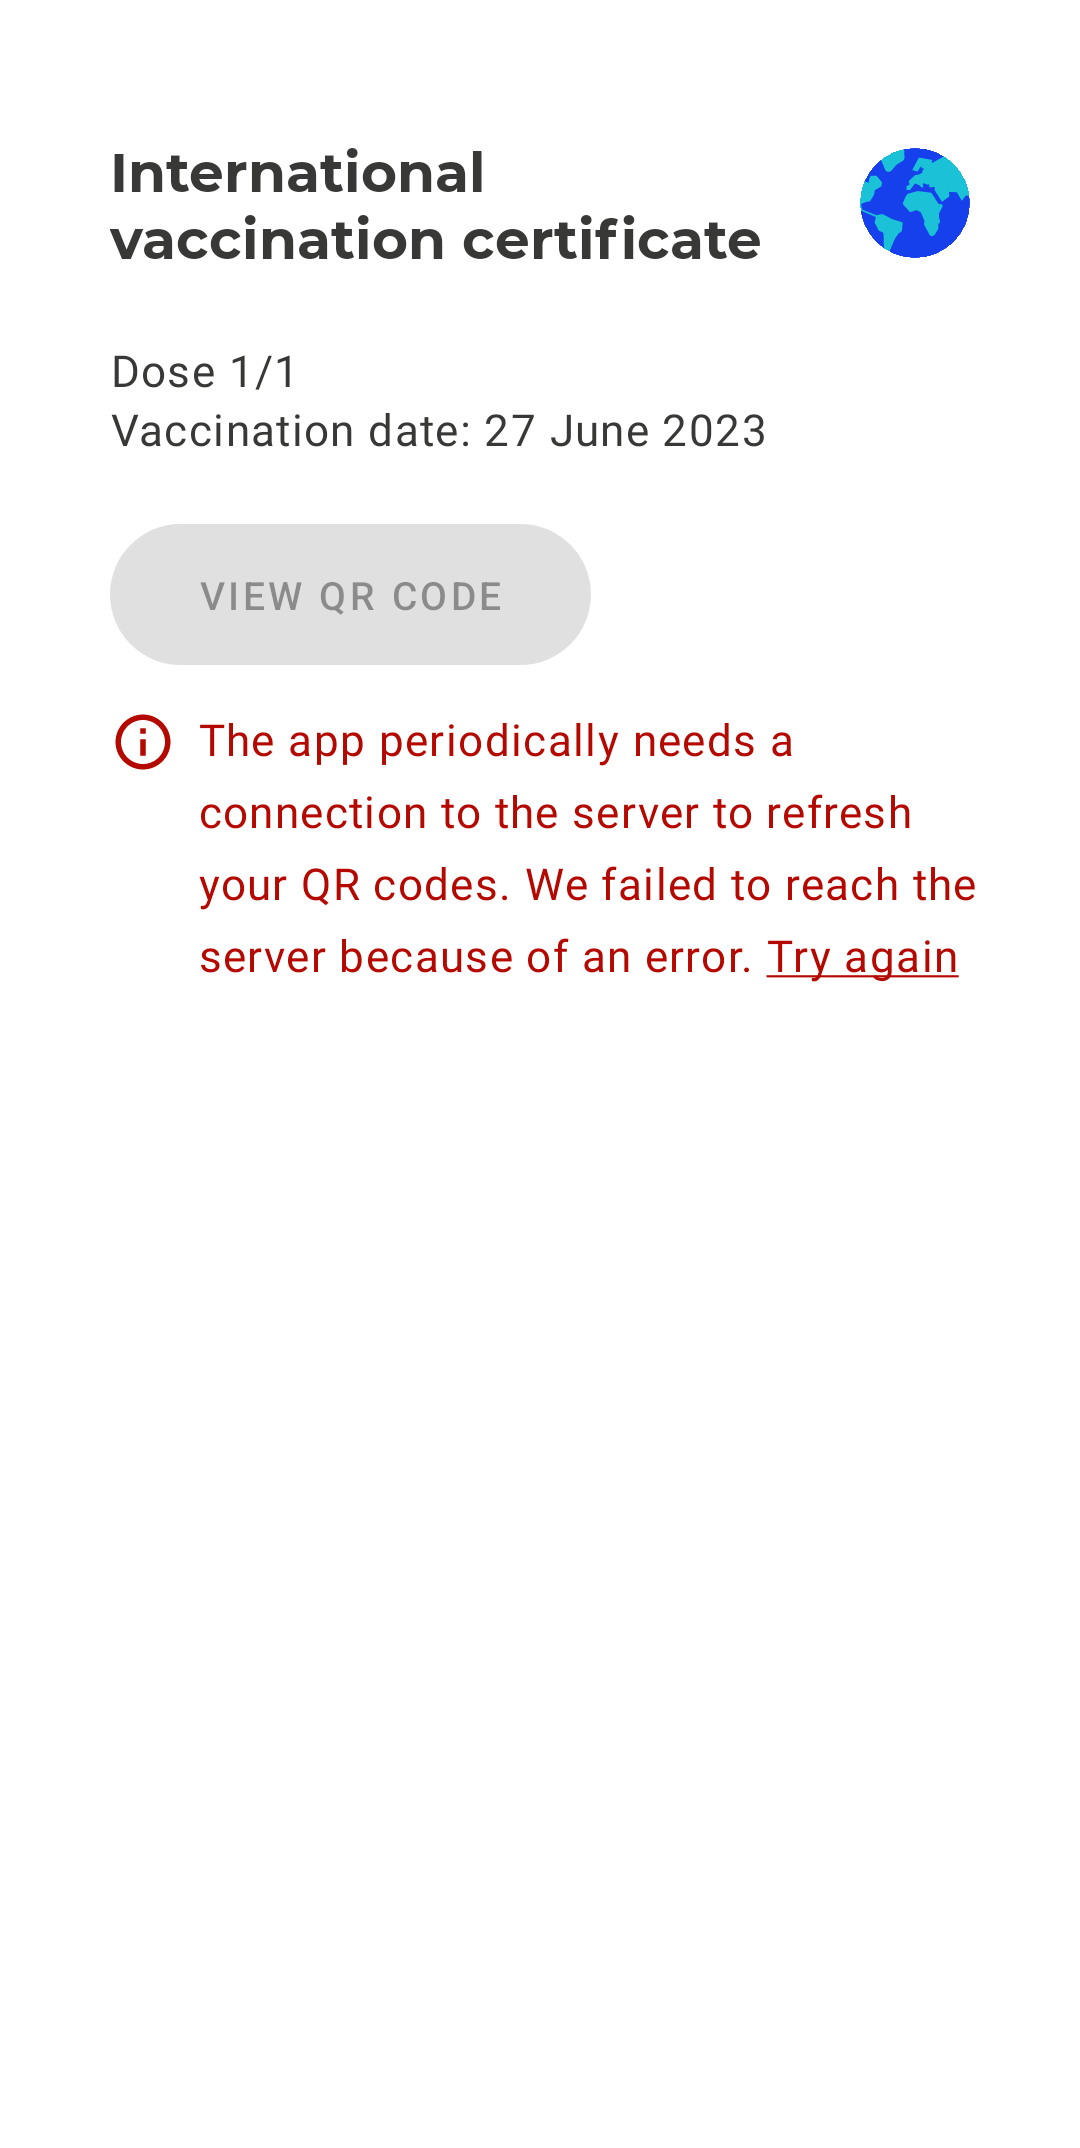 International
vaccination certificate
Dose 1/1
Vaccination date: 27 June 2023
VIEW QR CODE
The app periodically needs a
connection to the server to refresh
your QR codes. We failed to reach the
server because of an error. Try again